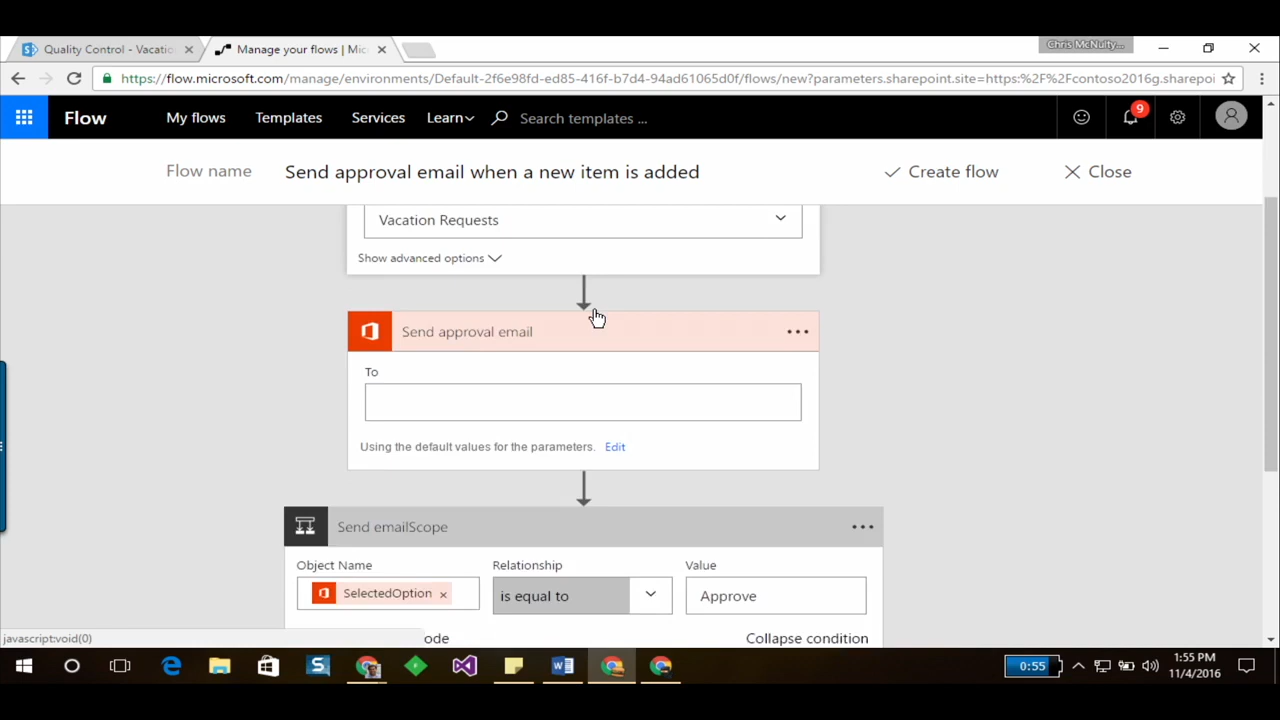 Quality Control - Vacatio
Manage your flows | Mic
Chris McNulty...
https://flow.microsoft.com/manage/environments/Default-2f6e98fd-ed85-416f-b7d4-94ad61065d0f/flows/new?parameters.sharepoint.site=https:%2F%2Fcontoso2016g.sharepoi
Flow
My flows
Templates
Services
Learn
Search templates ...
9
Flow name
Send approval email when a new item is added
Create flow
Close
Vacation Requests
Show advanced options
Send approval email
To
Using the default values for the parameters. Edit
Send emailScope
Object Name
Relationship
Value
SelectedOption
is equal to
Approve
javascript:void(0)
ode
Collapse condition
0:55
1:55 PM
11/4/2016